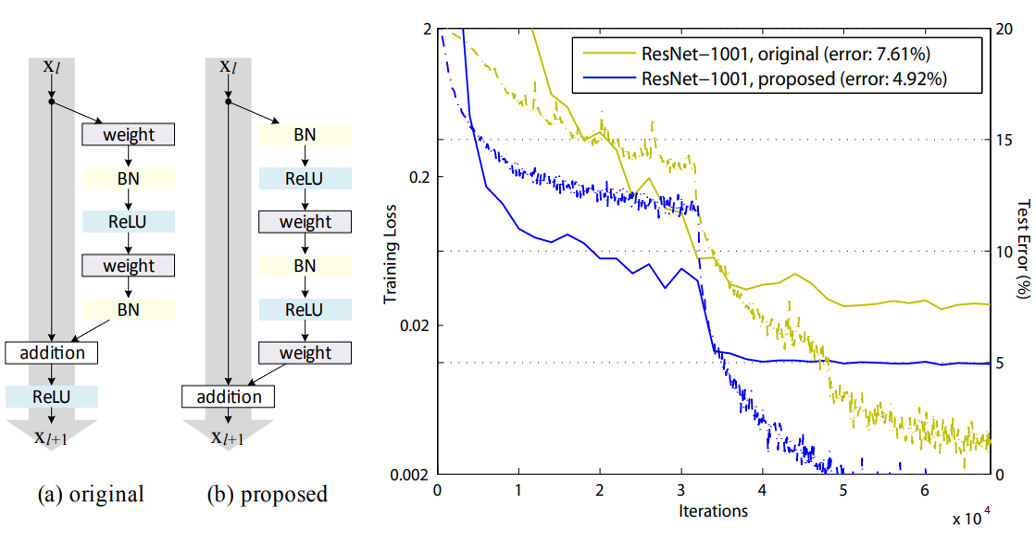 x_l
weight
BN
ReLU
weight
BN
addition
ReLU
x_{l+1}
(a) original
x_l
BN
ReLU
weight
BN
ReLU
weight
addition
x_{l+1}
(b) proposed
ResNet−1001, original (error: 7.61%)
ResNet−1001, proposed (error: 4.92%)
2
0.2
0.02
0.002
Training Loss
0
1
2
3
4
5
6
x 10^4
Iterations
20
15
10
5
0
Test Error (%)